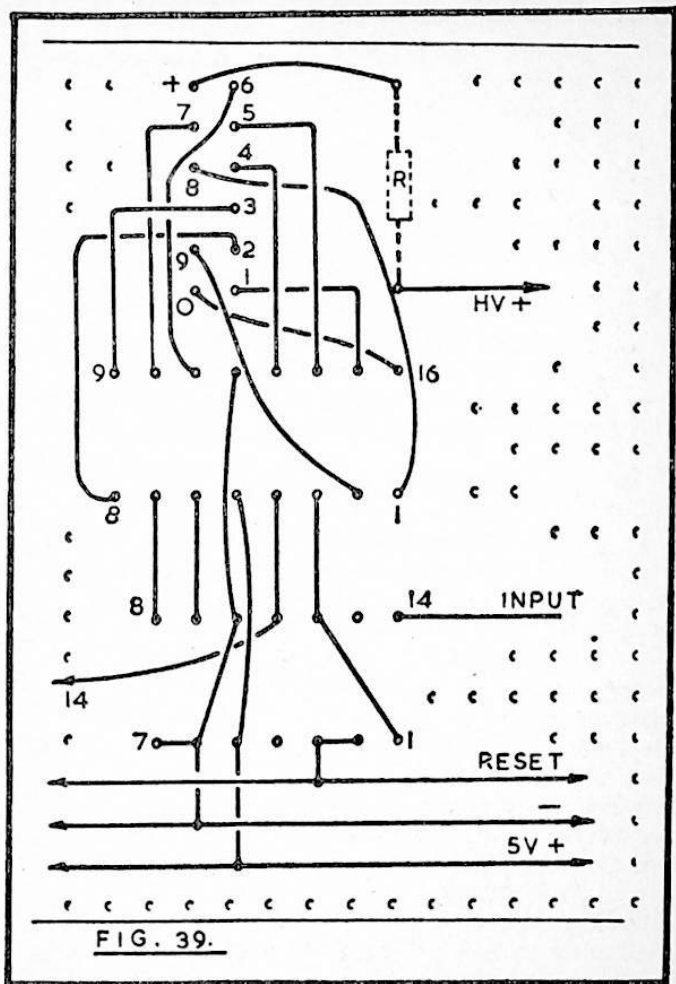 + 6
7 5
4
8 R
3
9 2
1
O HV +
9 16
8 1
8 14 INPUT
14
7 1
RESET
—
5V +
FIG. 39.